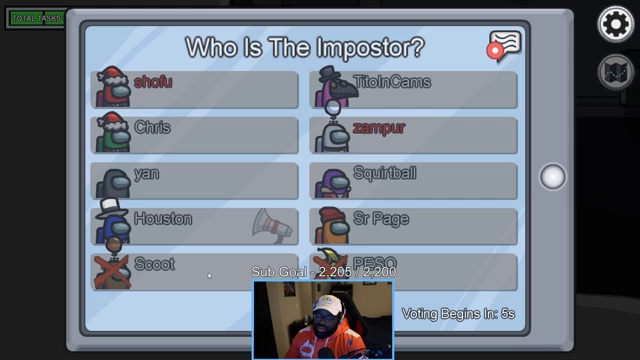 TOTAL TASKS
Who Is The Impostor?
shofu
TitoInCams
Chris
zampur
yan
Squirtball
Houston
Sr Page
Scoot
PESO
Sub Goal - 2,205 / 2,200
Voting Begins In: 5s